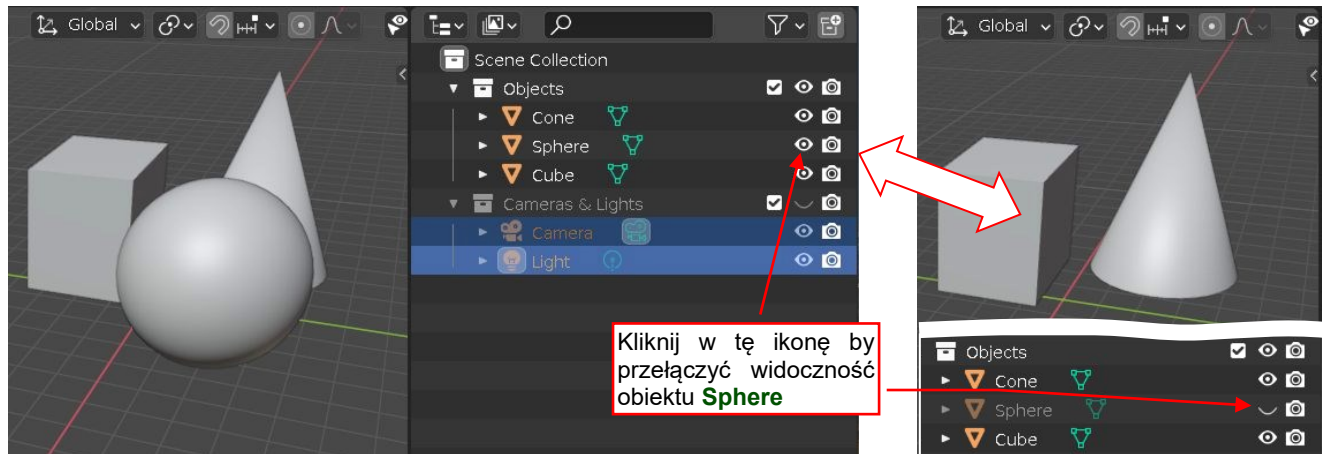 Global
Scene Collection
Objects
Cone
Sphere
Cube
Cameras & Lights
Camera
Light
Kliknij w tę ikonę by
przełączyć widoczność
obiektu Sphere
Global
Objects
Cone
Sphere
Cube